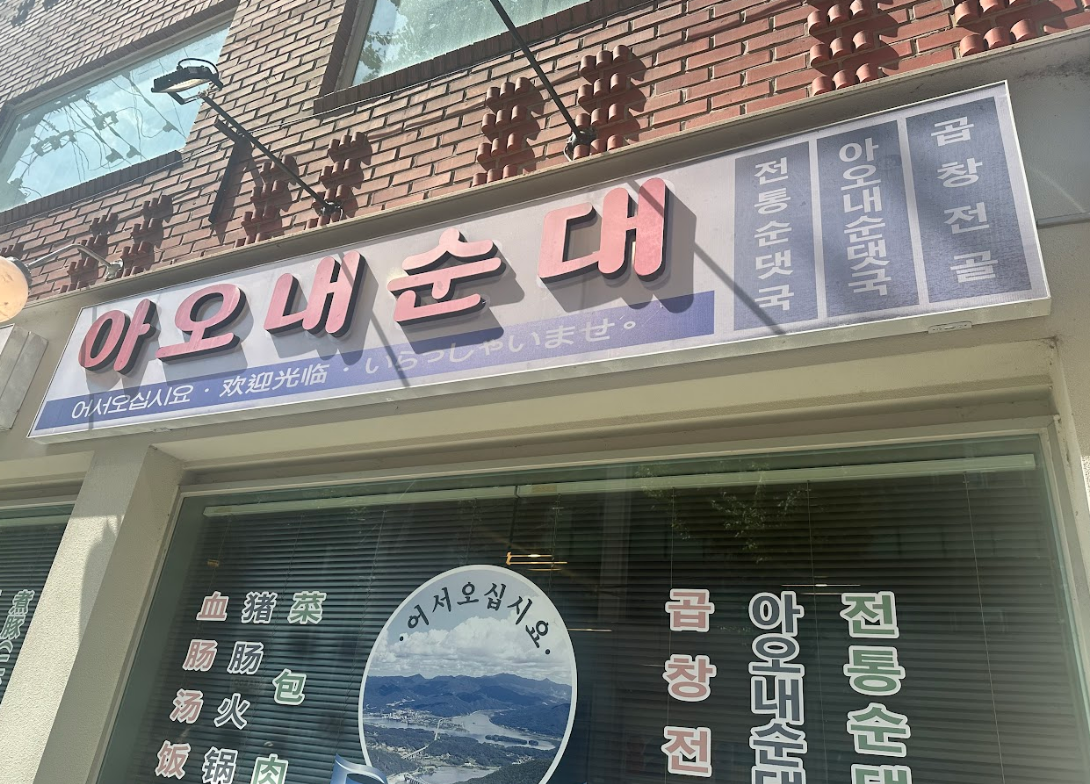 아오내순대
어서오십시요 · 欢迎光临 · いらっしゃいませ。
전통순댓국
아오내순댓국
곱창전골
血肠汤饭
猪肠火锅
菜包肉
·어서오십시요·
곱창전
아오내순대
전통순대